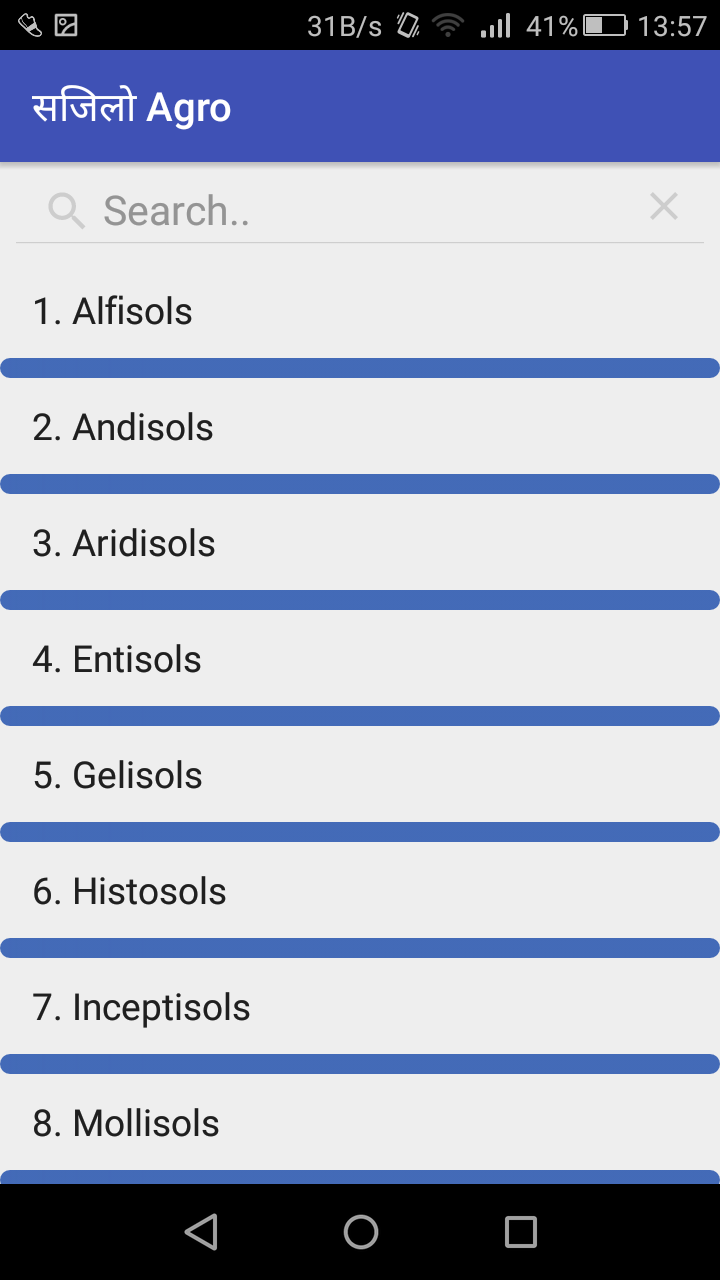 31B/s 41% 13:57
सजिलो Agro
Search..
1. Alfisols
2. Andisols
3. Aridisols
4. Entisols
5. Gelisols
6. Histosols
7. Inceptisols
8. Mollisols